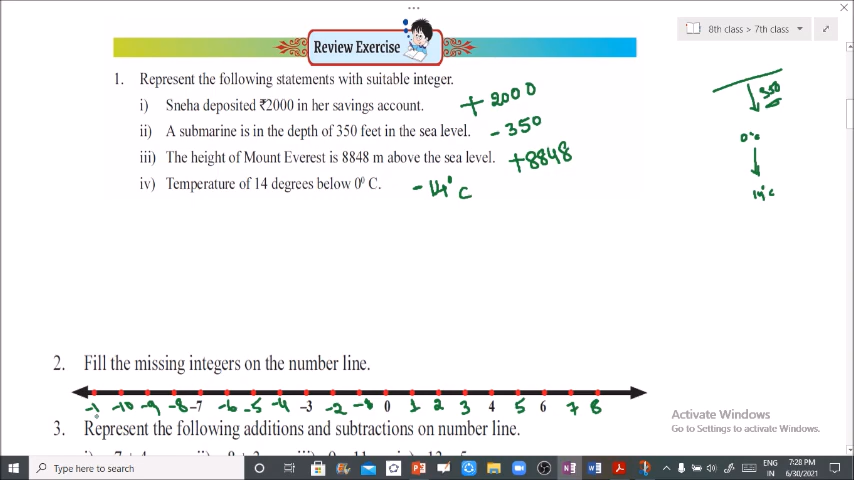 8th class > 7th class
Review Exercise
1. Represent the following statements with suitable integer.
i) Sneha deposited ₹2000 in her savings account. +2000
ii) A submarine is in the depth of 350 feet in the sea level. -350
iii) The height of Mount Everest is 8848 m above the sea level. +8848
iv) Temperature of 14 degrees below 0⁰ C. -14°C
350
0°c
14°c
2. Fill the missing integers on the number line.
-1 -10 -9 -8 -7 -6 -5 -4 -3 -2 0 1 2 3 4 5 6 7 8
3. Represent the following additions and subtractions on number line.
Activate Windows
Go to Settings to activate Windows.
Type here to search
ENG
IN
7:28 PM
6/30/2021